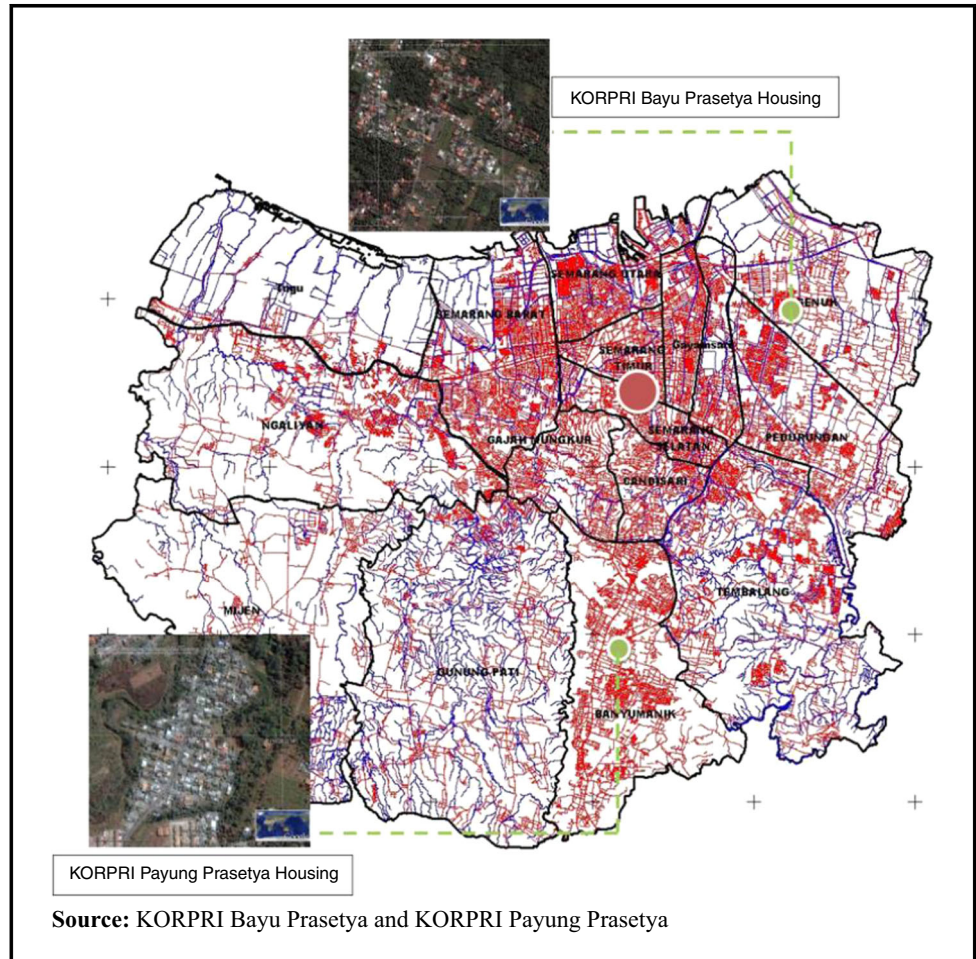 KORPRI Bayu Prasetya Housing
SEMARANG UTARA
Tugu
SEMARANG BARAT
GENUK
SEMARANG
TIMUR
Gayamsari
NGALIYAN
GAJAH MUNGKUR
SEMARANG
SELATAN
PEDURUNGAN
CANDISARI
TEMBALANG
MIJEN
GUNUNG PATI
BANYUMANIK
KORPRI Payung Prasetya Housing
Source: KORPRI Bayu Prasetya and KORPRI Payung Prasetya